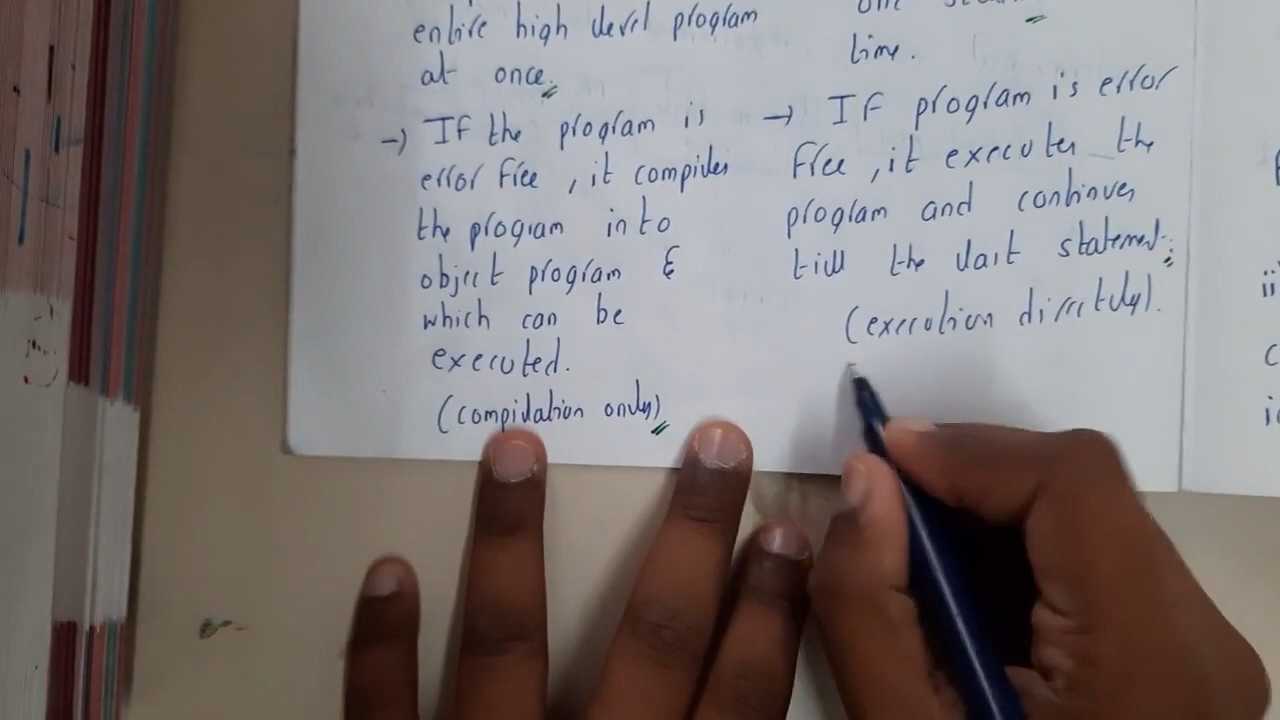 entire high level program
at once.
→ If the program is
error free, it compiles
the program into
object program &
which can be
executed.
(compilation only)
time.
→ If program is error
free, it executes the
program and continues
till the last statement.
(execution directly).
ii